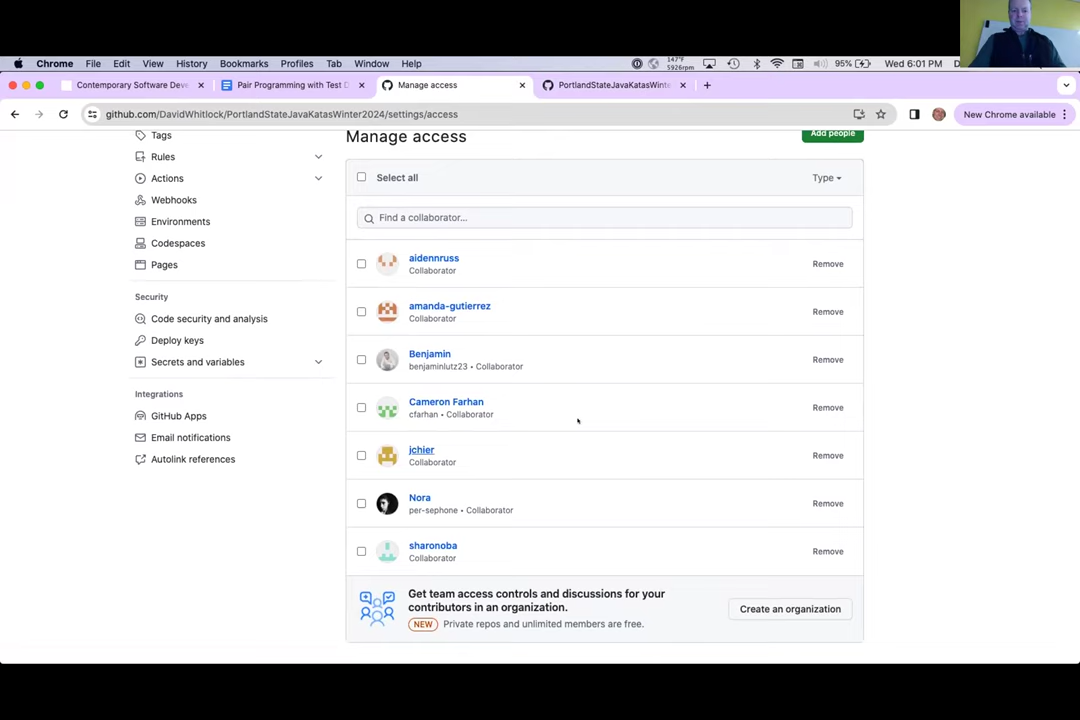 Chrome File Edit View History Bookmarks Profiles Tab Window Help 147°F 5926rpm 95% Wed 6:01 PM D
Contemporary Software Deve Pair Programming with Test D Manage access PortlandStateJavaKatasWinte
github.com/DavidWhitlock/PortlandStateJavaKatasWinter2024/settings/access New Chrome available
Tags
Rules
Actions
Webhooks
Environments
Codespaces
Pages
Security
Code security and analysis
Deploy keys
Secrets and variables
Integrations
GitHub Apps
Email notifications
Autolink references
Manage access Add people
Select all Type
Find a collaborator...
aidennruss
Collaborator
Remove
amanda-gutierrez
Collaborator
Remove
Benjamin
benjaminlutz23 • Collaborator
Remove
Cameron Farhan
cfarhan • Collaborator
Remove
jchier
Collaborator
Remove
Nora
per-sephone • Collaborator
Remove
sharonoba
Collaborator
Remove
Get team access controls and discussions for your
contributors in an organization.
NEW Private repos and unlimited members are free.
Create an organization